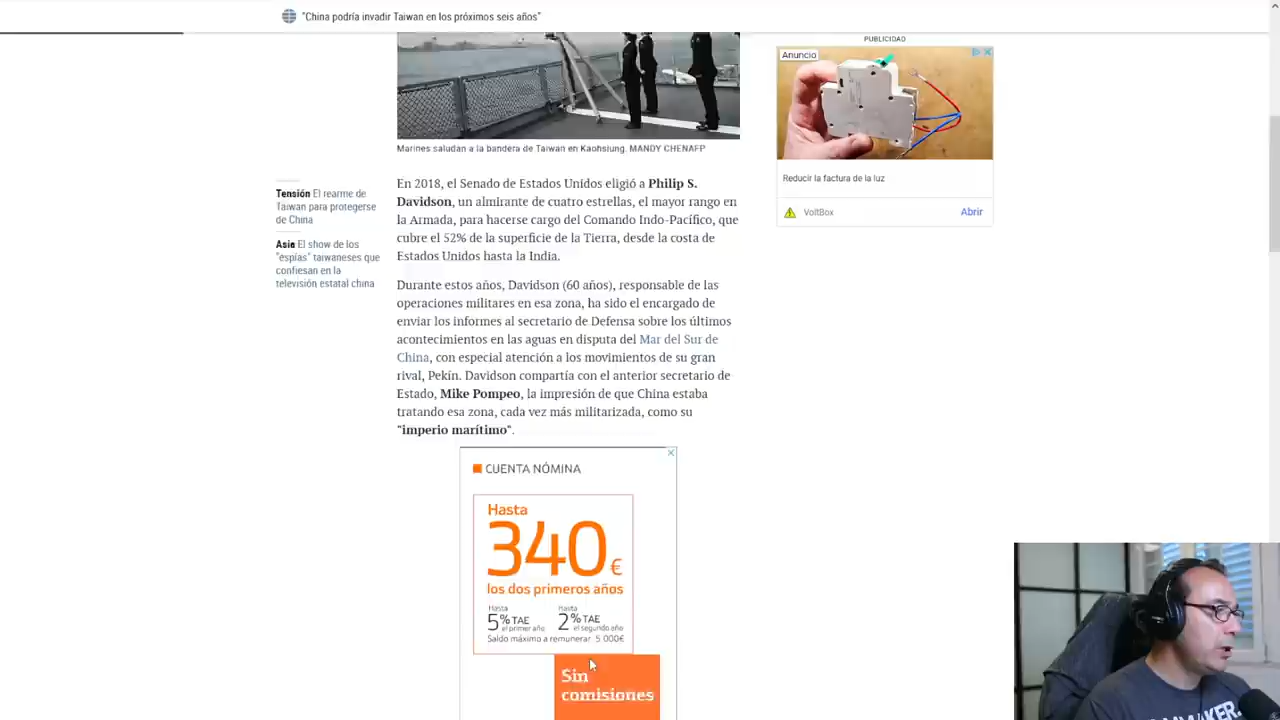 "China podría invadir Taiwan en los próximos seis años"
Marines saludan a la bandera de Taiwan en Kaohsiung. MANDY CHENAFP
Tensión El rearme de
Taiwan para protegerse
de China
Asia El show de los
"espías" taiwaneses que
confiesan en la
televisión estatal china
En 2018, el Senado de Estados Unidos eligió a Philip S.
Davidson, un almirante de cuatro estrellas, el mayor rango en
la Armada, para hacerse cargo del Comando Indo-Pacífico, que
cubre el 52% de la superficie de la Tierra, desde la costa de
Estados Unidos hasta la India.
Durante estos años, Davidson (60 años), responsable de las
operaciones militares en esa zona, ha sido el encargado de
enviar los informes al secretario de Defensa sobre los últimos
acontecimientos en las aguas en disputa del Mar del Sur de
China, con especial atención a los movimientos de su gran
rival, Pekín. Davidson compartía con el anterior secretario de
Estado, Mike Pompeo, la impresión de que China estaba
tratando esa zona, cada vez más militarizada, como su
"imperio marítimo".
CUENTA NÓMINA
Hasta
340€
los dos primeros años
Hasta
5% TAE
el primer año
Hasta
2% TAE
el segundo año
Saldo máximo a remunerar 5 000€
Sin
comisiones
PUBLICIDAD
Anuncio
Reducir la factura de la luz
VoltBox
Abrir